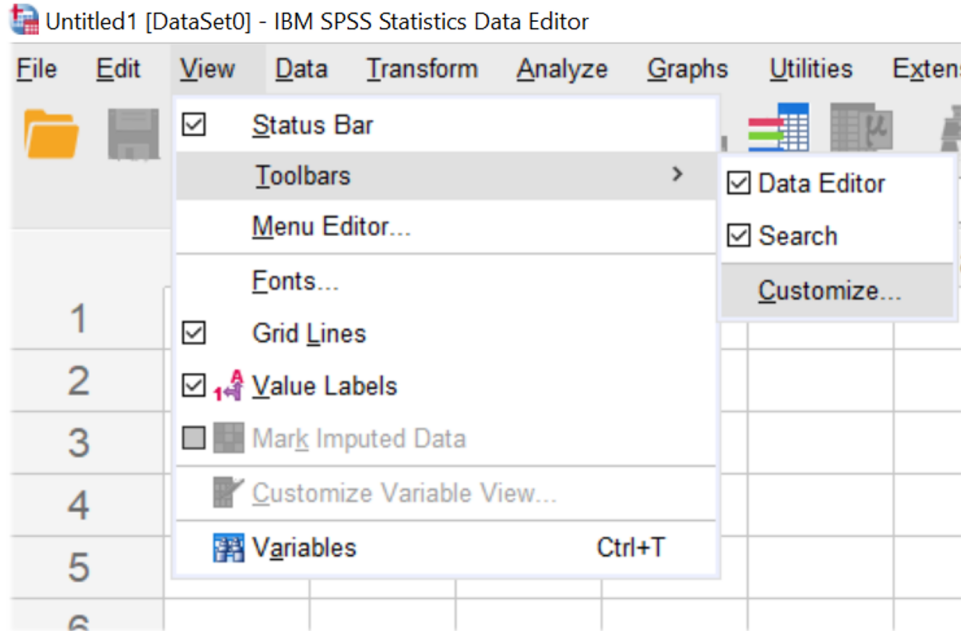 Untitled1 [DataSet0] - IBM SPSS Statistics Data Editor
File Edit View Data Transform Analyze Graphs Utilities
Status Bar
Toolbars
Data Editor
Menu Editor...
Search
Fonts...
Customize...
1
Grid Lines
2
Value Labels
3
Mark Imputed Data
4
Customize Variable View...
5
Variables Ctrl+T